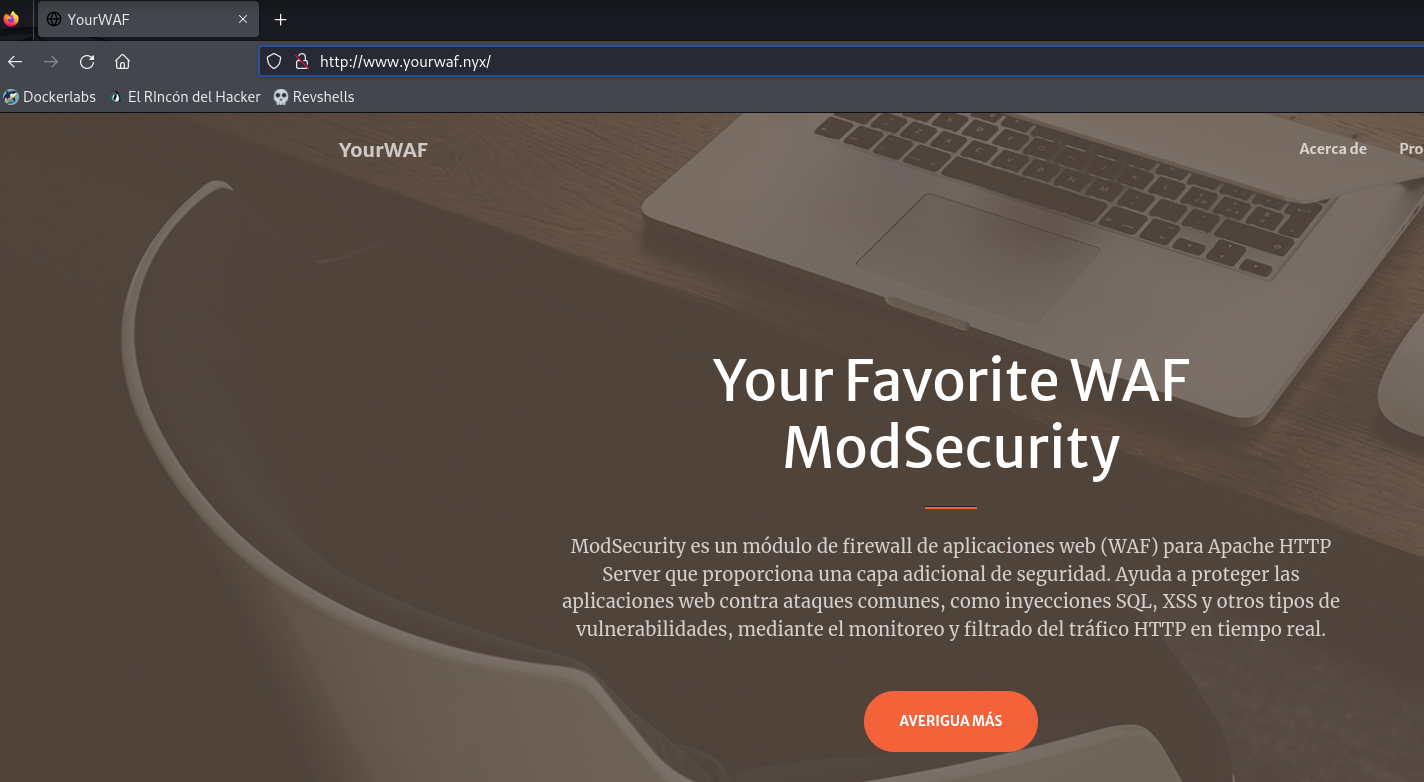 YourWAF
http://www.yourwaf.nyx/
Dockerlabs El RIncón del Hacker Revshells
YourWAF Acerca de Pro
Your Favorite WAF
ModSecurity
ModSecurity es un módulo de firewall de aplicaciones web (WAF) para Apache HTTP
Server que proporciona una capa adicional de seguridad. Ayuda a proteger las
aplicaciones web contra ataques comunes, como inyecciones SQL, XSS y otros tipos de
vulnerabilidades, mediante el monitoreo y filtrado del tráfico HTTP en tiempo real.
AVERIGUA MÁS